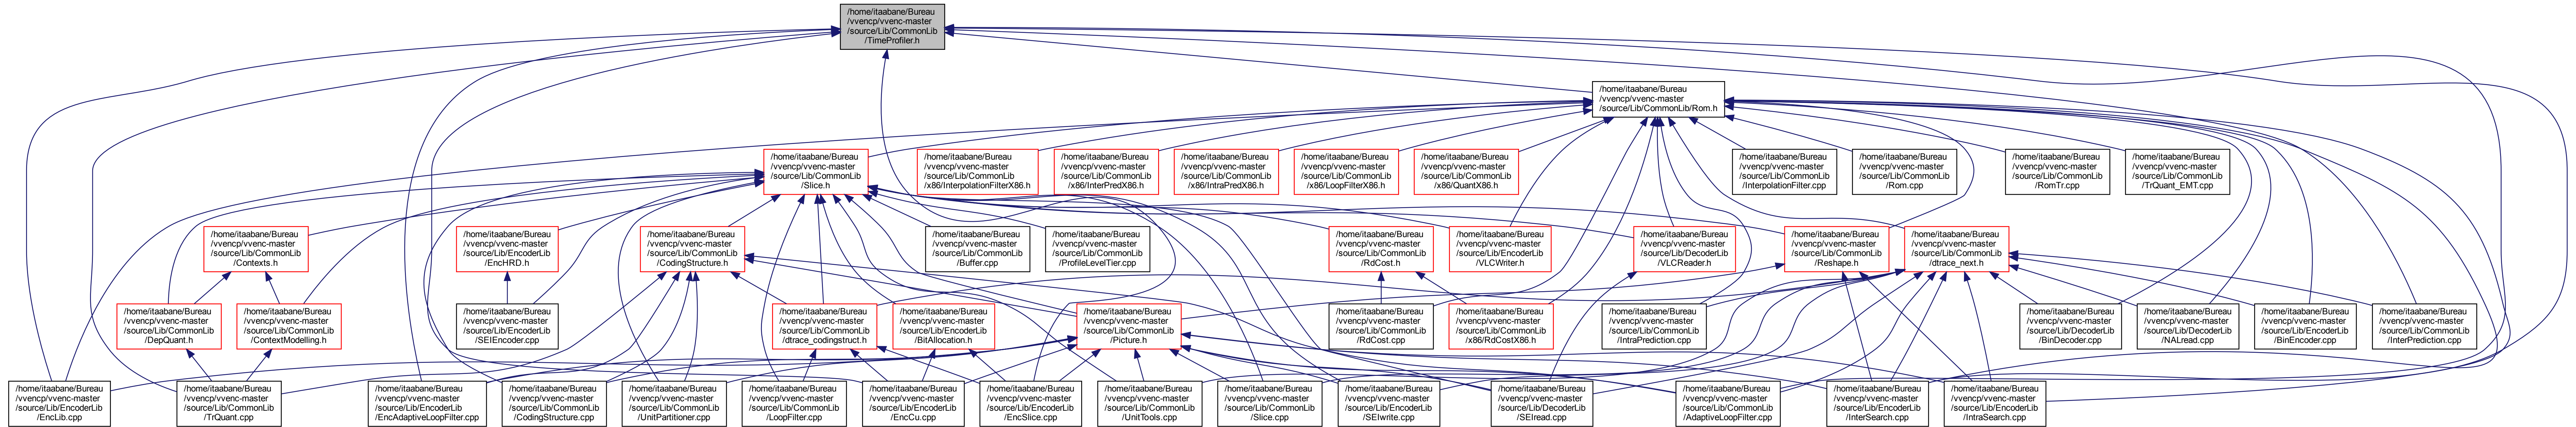 /home/itaabane/Bureau
/vvencp/vvenc-master
/source/Lib/CommonLib
/TimeProfiler.h
/home/itaabane/Bureau
/vvencp/vvenc-master
/source/Lib/CommonLib/Rom.h
/home/itaabane/Bureau
/vvencp/vvenc-master
/source/Lib/CommonLib
/Slice.h
/home/itaabane/Bureau
/vvencp/vvenc-master
/source/Lib/CommonLib
/x86/InterpolationFilterX86.h
/home/itaabane/Bureau
/vvencp/vvenc-master
/source/Lib/CommonLib
/x86/InterPredX86.h
/home/itaabane/Bureau
/vvencp/vvenc-master
/source/Lib/CommonLib
/x86/IntraPredX86.h
/home/itaabane/Bureau
/vvencp/vvenc-master
/source/Lib/CommonLib
/x86/LoopFilterX86.h
/home/itaabane/Bureau
/vvencp/vvenc-master
/source/Lib/CommonLib
/x86/QuantX86.h
/home/itaabane/Bureau
/vvencp/vvenc-master
/source/Lib/CommonLib
/InterpolationFilter.cpp
/home/itaabane/Bureau
/vvencp/vvenc-master
/source/Lib/CommonLib
/Rom.cpp
/home/itaabane/Bureau
/vvencp/vvenc-master
/source/Lib/CommonLib
/RomTr.cpp
/home/itaabane/Bureau
/vvencp/vvenc-master
/source/Lib/CommonLib
/TrQuant_EMT.cpp
/home/itaabane/Bureau
/vvencp/vvenc-master
/source/Lib/CommonLib
/Contexts.h
/home/itaabane/Bureau
/vvencp/vvenc-master
/source/Lib/EncoderLib
/EncHRD.h
/home/itaabane/Bureau
/vvencp/vvenc-master
/source/Lib/CommonLib
/CodingStructure.h
/home/itaabane/Bureau
/vvencp/vvenc-master
/source/Lib/CommonLib
/Buffer.cpp
/home/itaabane/Bureau
/vvencp/vvenc-master
/source/Lib/CommonLib
/ProfileLevelTier.cpp
/home/itaabane/Bureau
/vvencp/vvenc-master
/source/Lib/CommonLib
/RdCost.h
/home/itaabane/Bureau
/vvencp/vvenc-master
/source/Lib/EncoderLib
/VLCWriter.h
/home/itaabane/Bureau
/vvencp/vvenc-master
/source/Lib/DecoderLib
/VLCReader.h
/home/itaabane/Bureau
/vvencp/vvenc-master
/source/Lib/CommonLib
/Reshape.h
/home/itaabane/Bureau
/vvencp/vvenc-master
/source/Lib/CommonLib
/dtrace_next.h
/home/itaabane/Bureau
/vvencp/vvenc-master
/source/Lib/CommonLib
/DepQuant.h
/home/itaabane/Bureau
/vvencp/vvenc-master
/source/Lib/CommonLib
/ContextModelling.h
/home/itaabane/Bureau
/vvencp/vvenc-master
/source/Lib/EncoderLib
/SEIEncoder.cpp
/home/itaabane/Bureau
/vvencp/vvenc-master
/source/Lib/CommonLib
/dtrace_codingstruct.h
/home/itaabane/Bureau
/vvencp/vvenc-master
/source/Lib/EncoderLib
/BitAllocation.h
/home/itaabane/Bureau
/vvencp/vvenc-master
/source/Lib/CommonLib
/Picture.h
/home/itaabane/Bureau
/vvencp/vvenc-master
/source/Lib/CommonLib
/RdCost.cpp
/home/itaabane/Bureau
/vvencp/vvenc-master
/source/Lib/CommonLib
/x86/RdCostX86.h
/home/itaabane/Bureau
/vvencp/vvenc-master
/source/Lib/CommonLib
/IntraPrediction.cpp
/home/itaabane/Bureau
/vvencp/vvenc-master
/source/Lib/DecoderLib
/BinDecoder.cpp
/home/itaabane/Bureau
/vvencp/vvenc-master
/source/Lib/DecoderLib
/NALread.cpp
/home/itaabane/Bureau
/vvencp/vvenc-master
/source/Lib/EncoderLib
/BinEncoder.cpp
/home/itaabane/Bureau
/vvencp/vvenc-master
/source/Lib/CommonLib
/InterPrediction.cpp
/home/itaabane/Bureau
/vvencp/vvenc-master
/source/Lib/EncoderLib
/EncLib.cpp
/home/itaabane/Bureau
/vvencp/vvenc-master
/source/Lib/CommonLib
/TrQuant.cpp
/home/itaabane/Bureau
/vvencp/vvenc-master
/source/Lib/EncoderLib
/EncAdaptiveLoopFilter.cpp
/home/itaabane/Bureau
/vvencp/vvenc-master
/source/Lib/CommonLib
/CodingStructure.cpp
/home/itaabane/Bureau
/vvencp/vvenc-master
/source/Lib/CommonLib
/UnitPartitioner.cpp
/home/itaabane/Bureau
/vvencp/vvenc-master
/source/Lib/CommonLib
/LoopFilter.cpp
/home/itaabane/Bureau
/vvencp/vvenc-master
/source/Lib/EncoderLib
/EncCu.cpp
/home/itaabane/Bureau
/vvencp/vvenc-master
/source/Lib/EncoderLib
/EncSlice.cpp
/home/itaabane/Bureau
/vvencp/vvenc-master
/source/Lib/CommonLib
/UnitTools.cpp
/home/itaabane/Bureau
/vvencp/vvenc-master
/source/Lib/CommonLib
/Slice.cpp
/home/itaabane/Bureau
/vvencp/vvenc-master
/source/Lib/EncoderLib
/SEIwrite.cpp
/home/itaabane/Bureau
/vvencp/vvenc-master
/source/Lib/DecoderLib
/SEIread.cpp
/home/itaabane/Bureau
/vvencp/vvenc-master
/source/Lib/CommonLib
/AdaptiveLoopFilter.cpp
/home/itaabane/Bureau
/vvencp/vvenc-master
/source/Lib/EncoderLib
/InterSearch.cpp
/home/itaabane/Bureau
/vvencp/vvenc-master
/source/Lib/EncoderLib
/IntraSearch.cpp